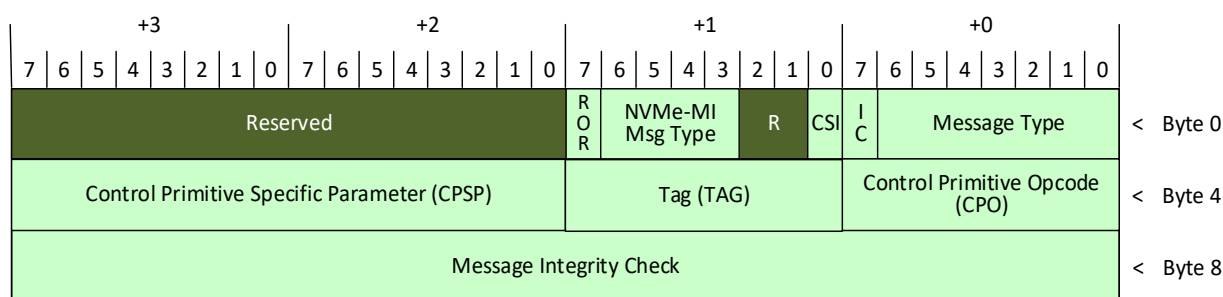 +3 +2 +1 +0
7 6 5 4 3 2 1 0 7 6 5 4 3 2 1 0 7 6 5 4 3 2 1 0 7 6 5 4 3 2 1 0
Reserved
R
O
R
NVMe-MI
Msg Type
R
CSI
I
C
Message Type
< Byte 0
Control Primitive Specific Parameter (CPSP)
Tag (TAG)
Control Primitive Opcode
(CPO)
< Byte 4
Message Integrity Check
< Byte 8